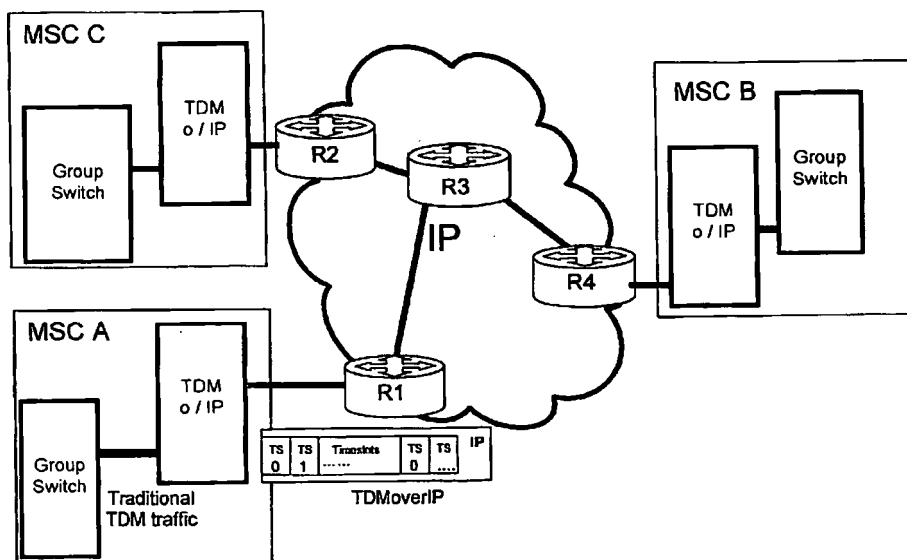 MSC C
TDM
o / IP
Group
Switch
R2
R3
IP
MSC B
Group
Switch
TDM
o / IP
R4
MSC A
TDM
o / IP
Group
Switch
Traditional
TDM traffic
R1
TS TS Timeslots TS TS IP
0 1 ...... 0 ....
TDMoverIP